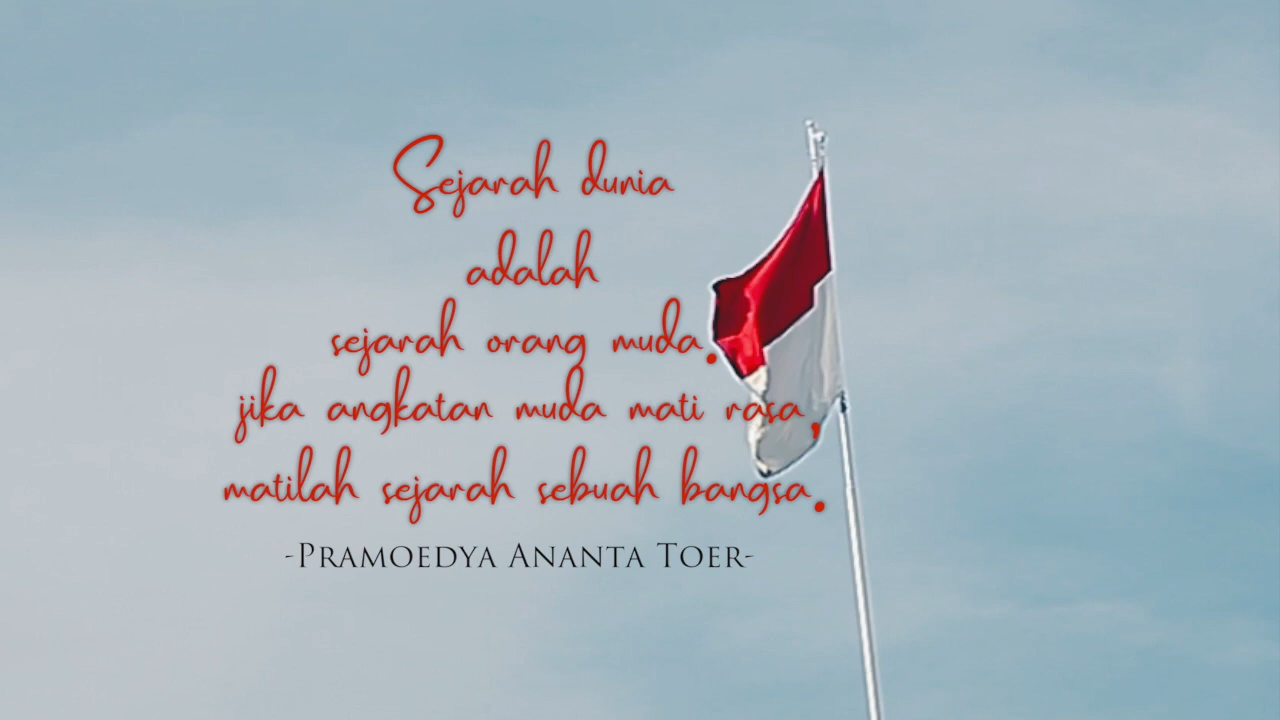 Sejarah dunia
adalah
sejarah orang muda.
jika angkatan muda mati rasa,
matilah sejarah sebuah bangsa.
-Pramoedya Ananta Toer-